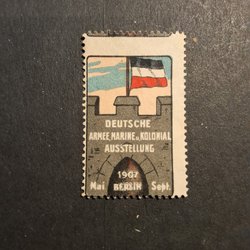 DEUTSCHE
ARMEE, MARINE u. KOLONIAL
AUSSTELLUNG
1907
Mai BERLIN Sept.